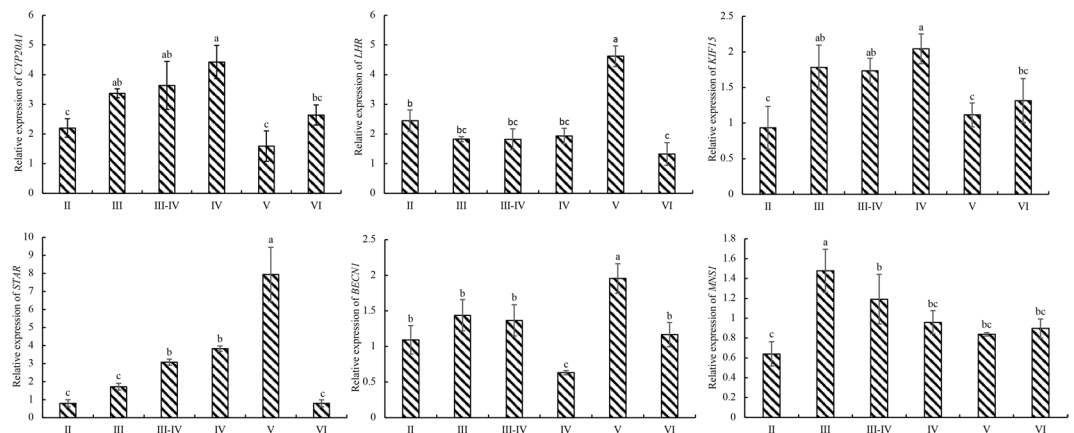 Relative expression of CYP20A1
6
5
4
3
2
1
0
c
ab
ab
a
c
bc
II
III
III-IV
IV
V
VI
Relative expression of LHR
6
5
4
3
2
1
0
b
bc
bc
bc
a
c
II
III
III-IV
IV
V
VI
Relative expression of KIF15
2.5
2
1.5
1
0.5
0
c
ab
ab
a
c
bc
II
III
III-IV
IV
V
VI
Relative expression of STAR
10
9
8
7
6
5
4
3
2
1
0
c
c
b
b
a
c
II
III
III-IV
IV
V
VI
Relative expression of BECN1
2.5
2
1.5
1
0.5
0
b
b
b
c
a
b
II
III
III-IV
IV
V
VI
Relative expression of MNS1
1.8
1.6
1.4
1.2
1
0.8
0.6
0.4
0.2
0
c
a
b
bc
bc
bc
II
III
III-IV
IV
V
VI